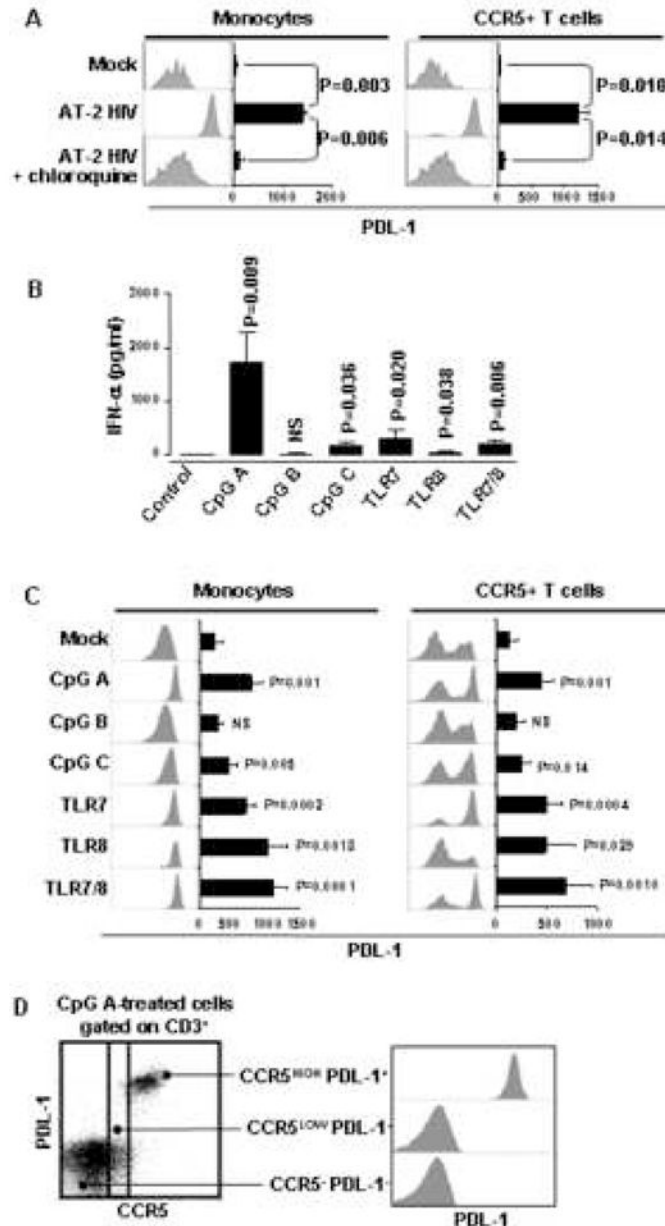 A
Monocytes
CCR5+ T cells
Mock
P=0.003
P=0.010
AT-2 HIV
P=0.006
P=0.014
AT-2 HIV
+ chloroquine
0 1000 2000
0 500 1000 1500
PDL-1
B
IFN-α (pg/ml)
2000
1000
0
P=0.009
NS
P=0.036
P=0.020
P=0.038
P=0.006
Control
CpG A
CpG B
CpG C
TLR7
TLR8
TLR7/8
C
Monocytes
CCR5+ T cells
Mock
CpG A
P=0.001
P=0.001
CpG B
NS
NS
CpG C
P=0.005
P=0.014
TLR7
P=0.0002
P=0.0004
TLR8
P=0.029
TLR7/8
P=0.0001
P=0.0010
0 500 1000 1500
0 500 1000
PDL-1
D
CpG A-treated cells
gated on CD3+
PDL-1
CCR5
CCR5HIGH PDL-1+
CCR5LOW PDL-1-
CCR5- PDL-1-
PDL-1